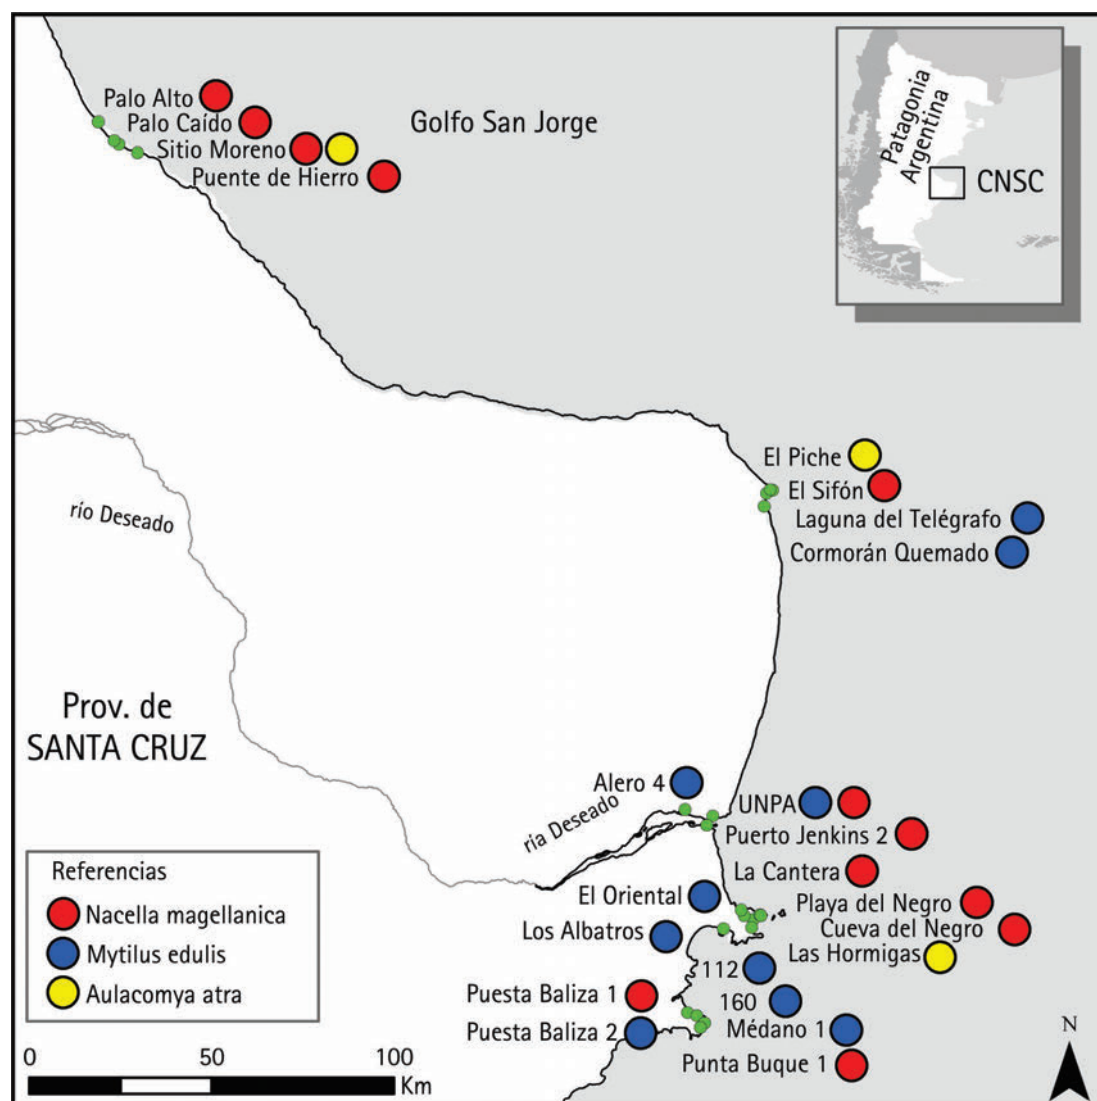 Palo Alto
Palo Caído
Sitio Moreno
Puente de Hierro
Golfo San Jorge
Patagonia
Argentina
CNSC
El Piche
El Sifón
Laguna del Telégrafo
Cormorán Quemado
río Deseado
Prov. de
SANTA CRUZ
Alero 4
ría Deseado
UNPA
Puerto Jenkins 2
La Cantera
El Oriental
Playa del Negro
Los Albatros
Cueva del Negro
Las Hormigas
112
160
Puesta Baliza 1
Puesta Baliza 2
Médano 1
Punta Buque 1
Referencias
Nacella magellanica
Mytilus edulis
Aulacomya atra
0 50 100
Km
N